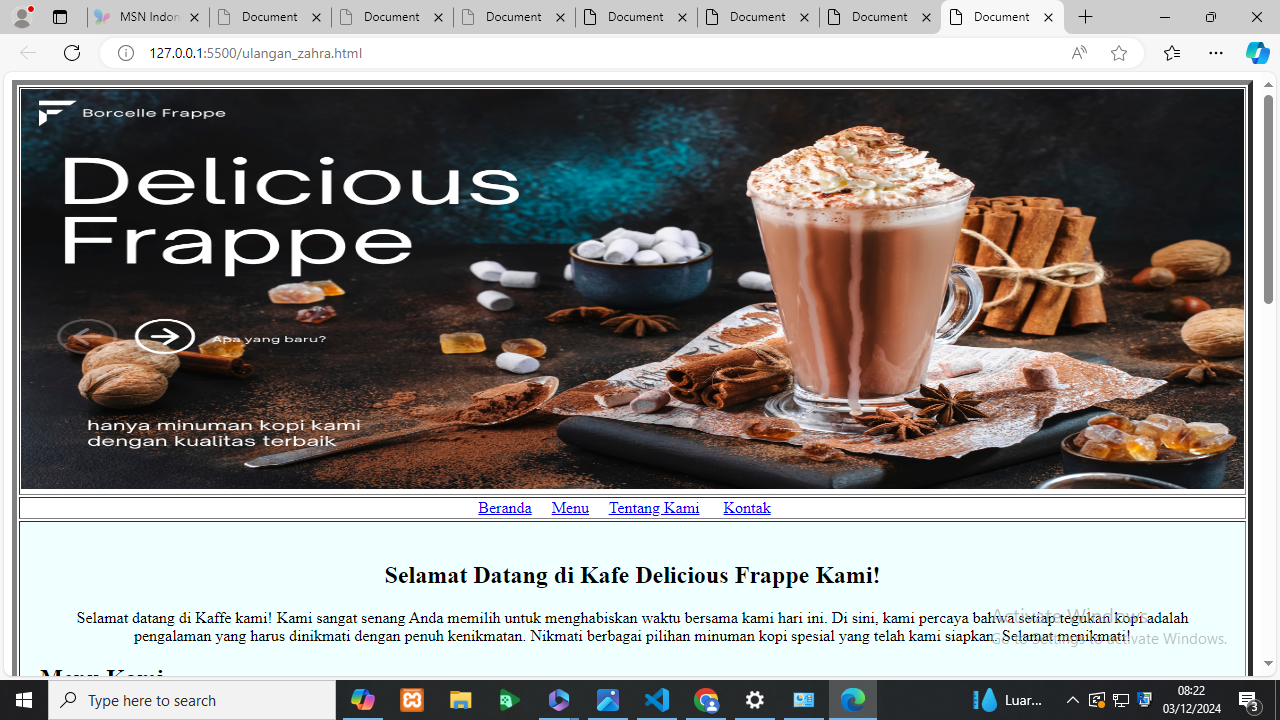 MSN Indon
Document
Document
Document
Document
Document
Document
Document
127.0.0.1:5500/ulangan_zahra.html
Borcelle Frappe
Delicious
Frappe
Apa yang baru?
hanya minuman kopi kami
dengan kualitas terbaik
Beranda Menu Tentang Kami Kontak
Selamat Datang di Kafe Delicious Frappe Kami!
Selamat datang di Kaffe kami! Kami sangat senang Anda memilih untuk menghabiskan waktu bersama kami hari ini. Di sini, kami percaya bahwa setiap tegukan kopi adalah
pengalaman yang harus dinikmati dengan penuh kenikmatan. Nikmati berbagai pilihan minuman kopi spesial yang telah kami siapkan. Selamat menikmati!
Activate Windows
Go to Settings to activate Windows.
Menu Kami
Type here to search
Luar...
08:22
03/12/2024
3